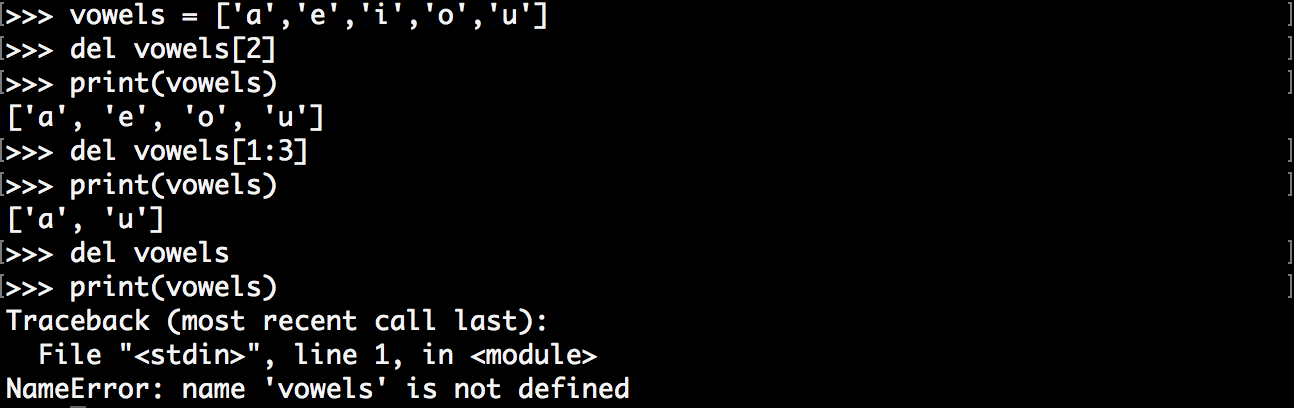 >>> vowels = ['a','e','i','o','u']
>>> del vowels[2]
>>> print(vowels)
['a', 'e', 'o', 'u']
>>> del vowels[1:3]
>>> print(vowels)
['a', 'u']
>>> del vowels
>>> print(vowels)
Traceback (most recent call last):
  File "<stdin>", line 1, in <module>
NameError: name 'vowels' is not defined